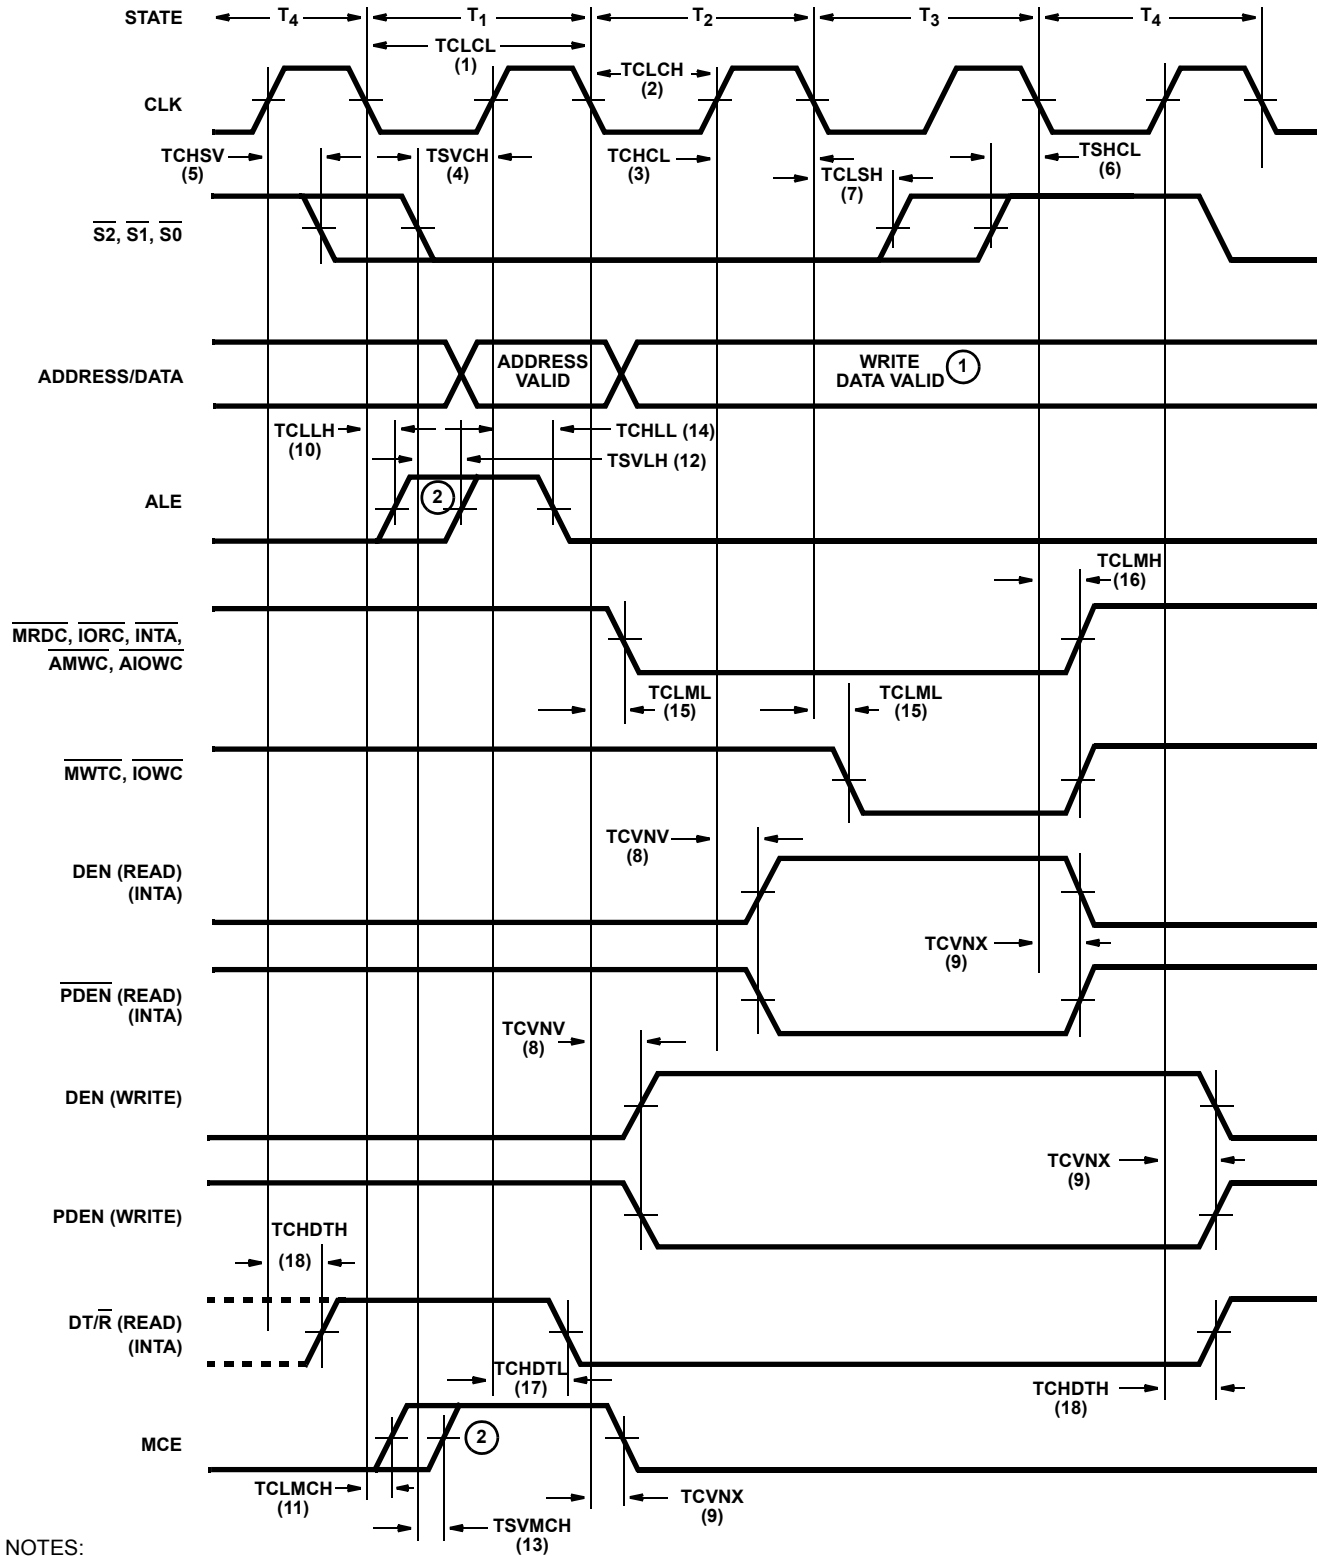 STATE T4 T1 T2 T3 T4
TCLCL
(1)
TCLCH
(2)
CLK
TCHSV
(5)
TSVCH
(4)
TCHCL
(3)
TCLSH
(7)
TSHCL
(6)
S2, S1, S0
ADDRESS/DATA
ADDRESS
VALID
WRITE
DATA VALID
1
TCLLH
(10)
TCHLL (14)
TSVLH (12)
ALE
2
TCLMH
(16)
MRDC, IORC, INTA,
AMWC, AIOWC
TCLML
(15)
TCLML
(15)
MWTC, IOWC
TCVNV
(8)
DEN (READ)
(INTA)
TCVNX
(9)
PDEN (READ)
(INTA)
TCVNV
(8)
DEN (WRITE)
TCVNX
(9)
PDEN (WRITE)
TCHDTH
(18)
DT/R (READ)
(INTA)
TCHDTL
(17)
TCHDTH
(18)
MCE
2
TCLMCH
(11)
TSVMCH
(13)
TCVNX
(9)
NOTES: